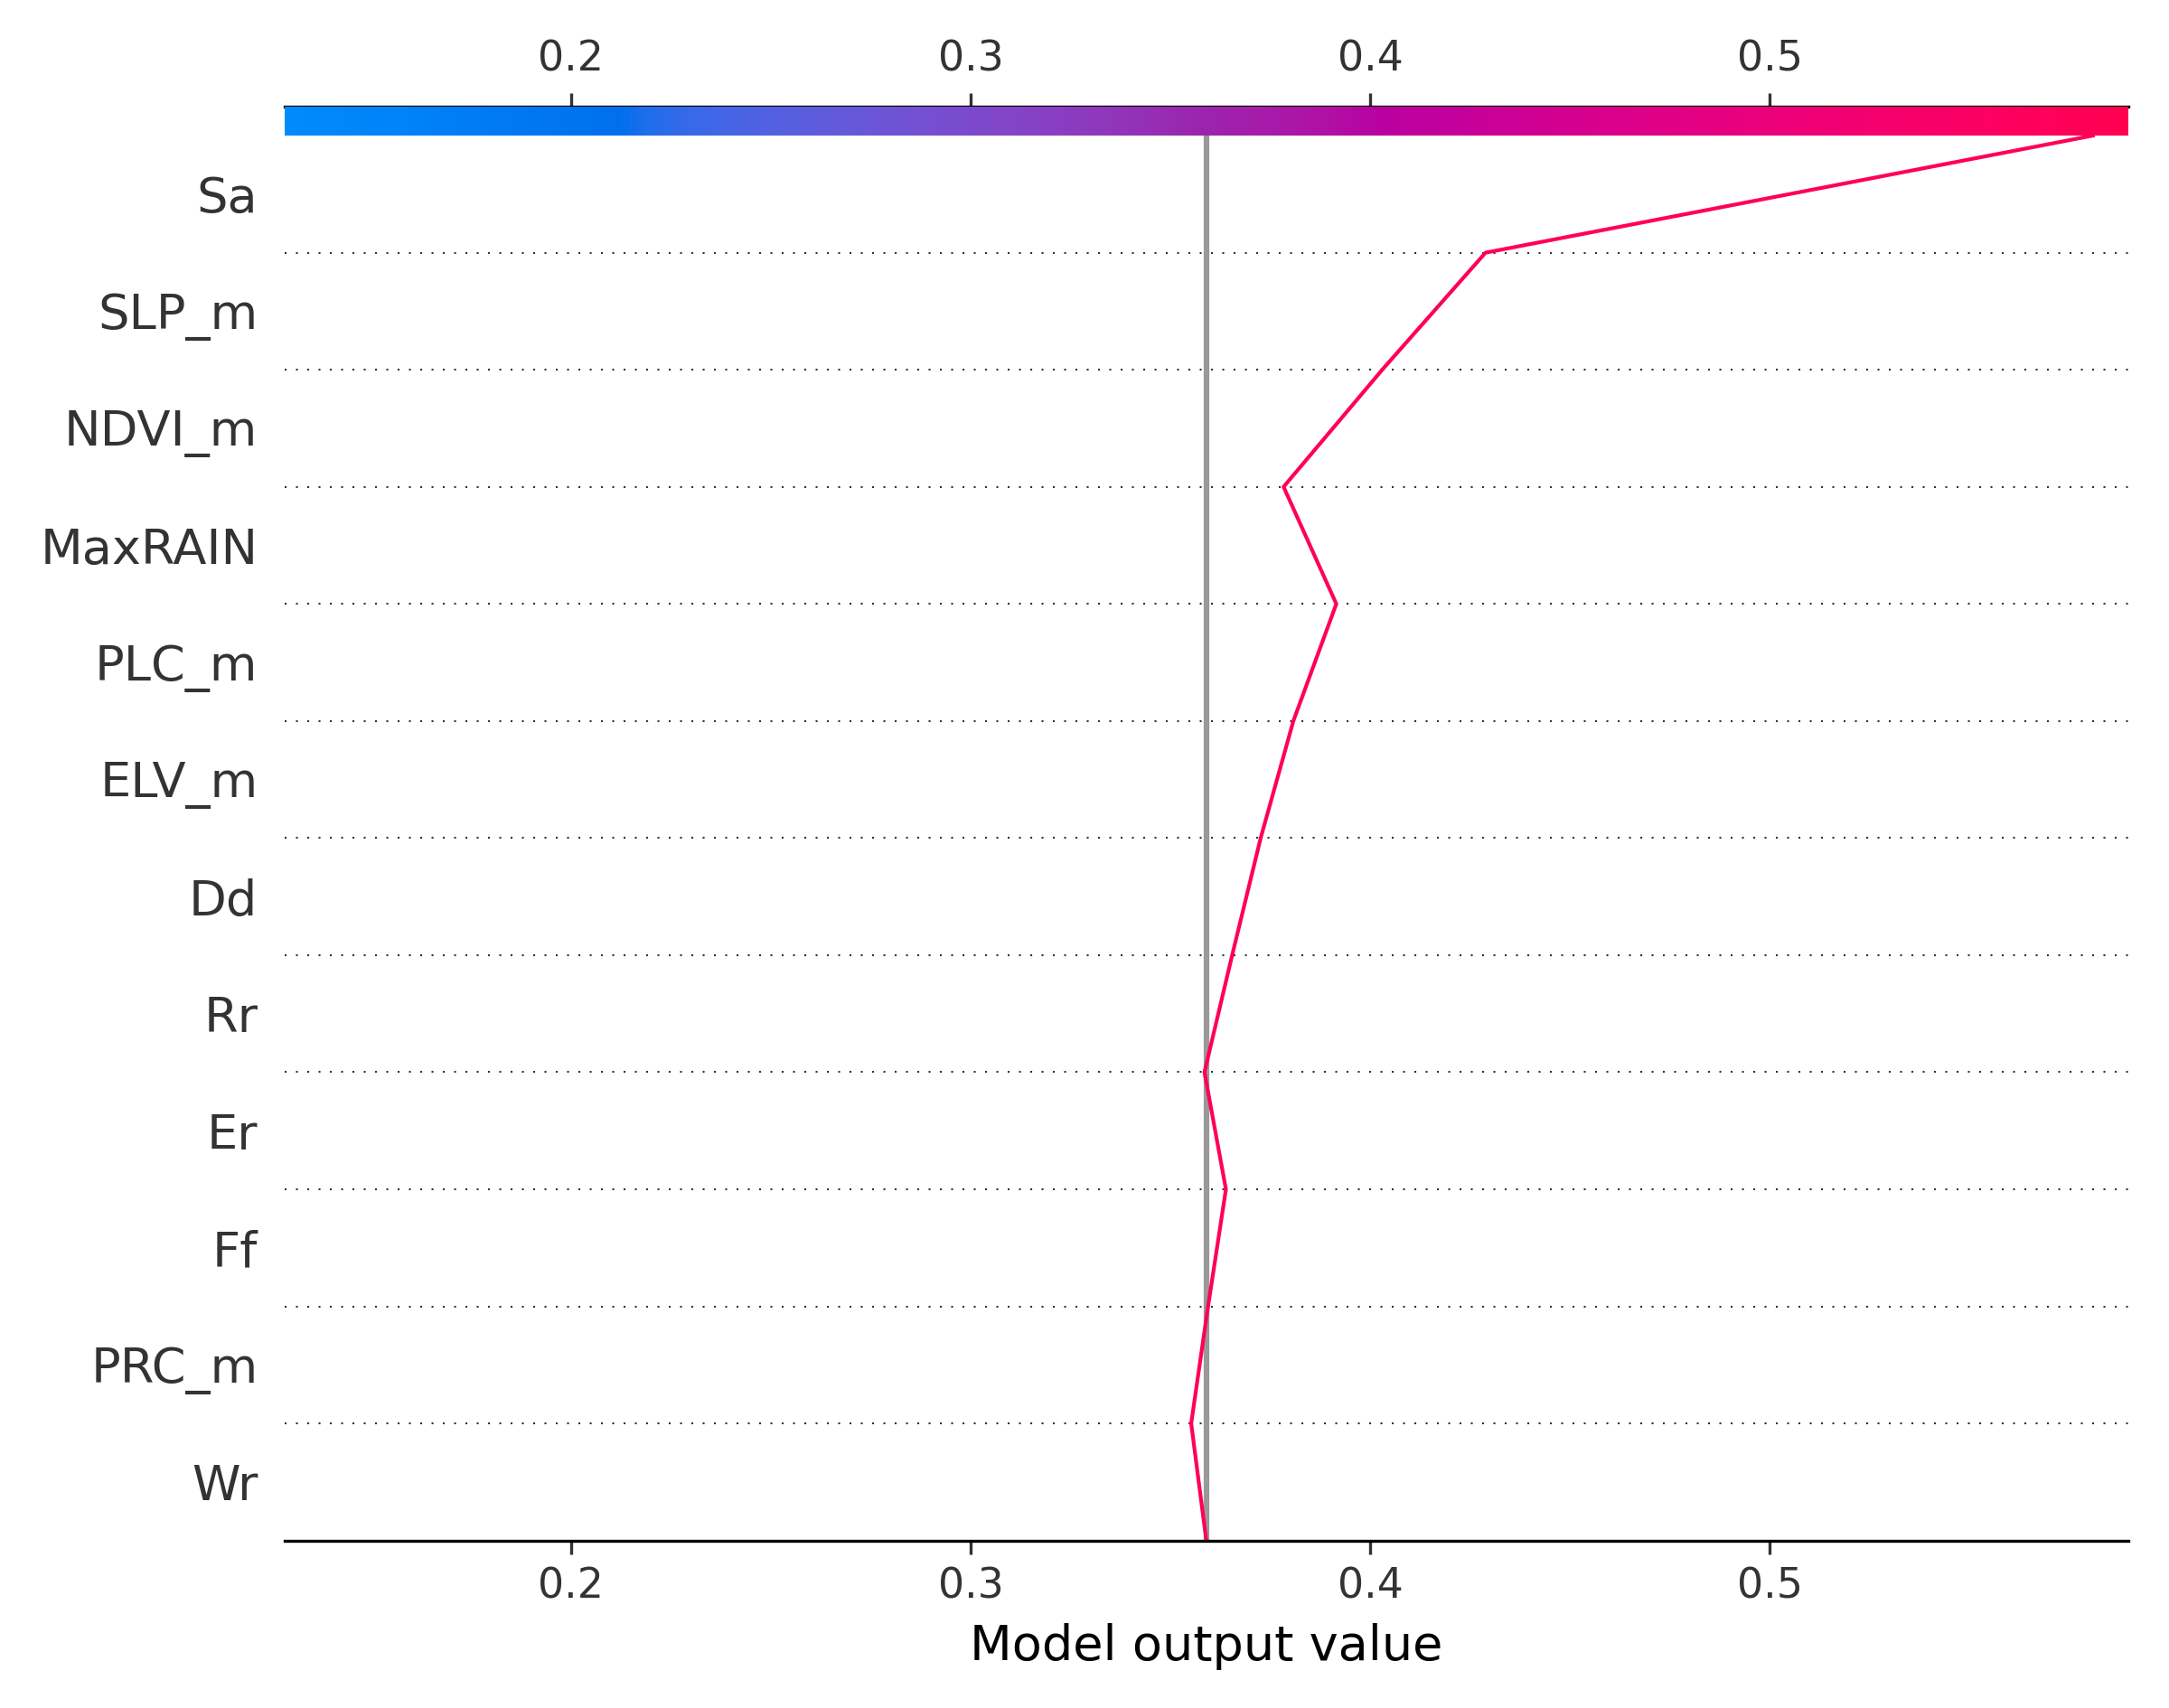 0.2 0.3 0.4 0.5
Sa
SLP_m
NDVI_m
MaxRAIN
PLC_m
ELV_m
Dd
Rr
Er
Ff
PRC_m
Wr
0.2 0.3 0.4 0.5
Model output value